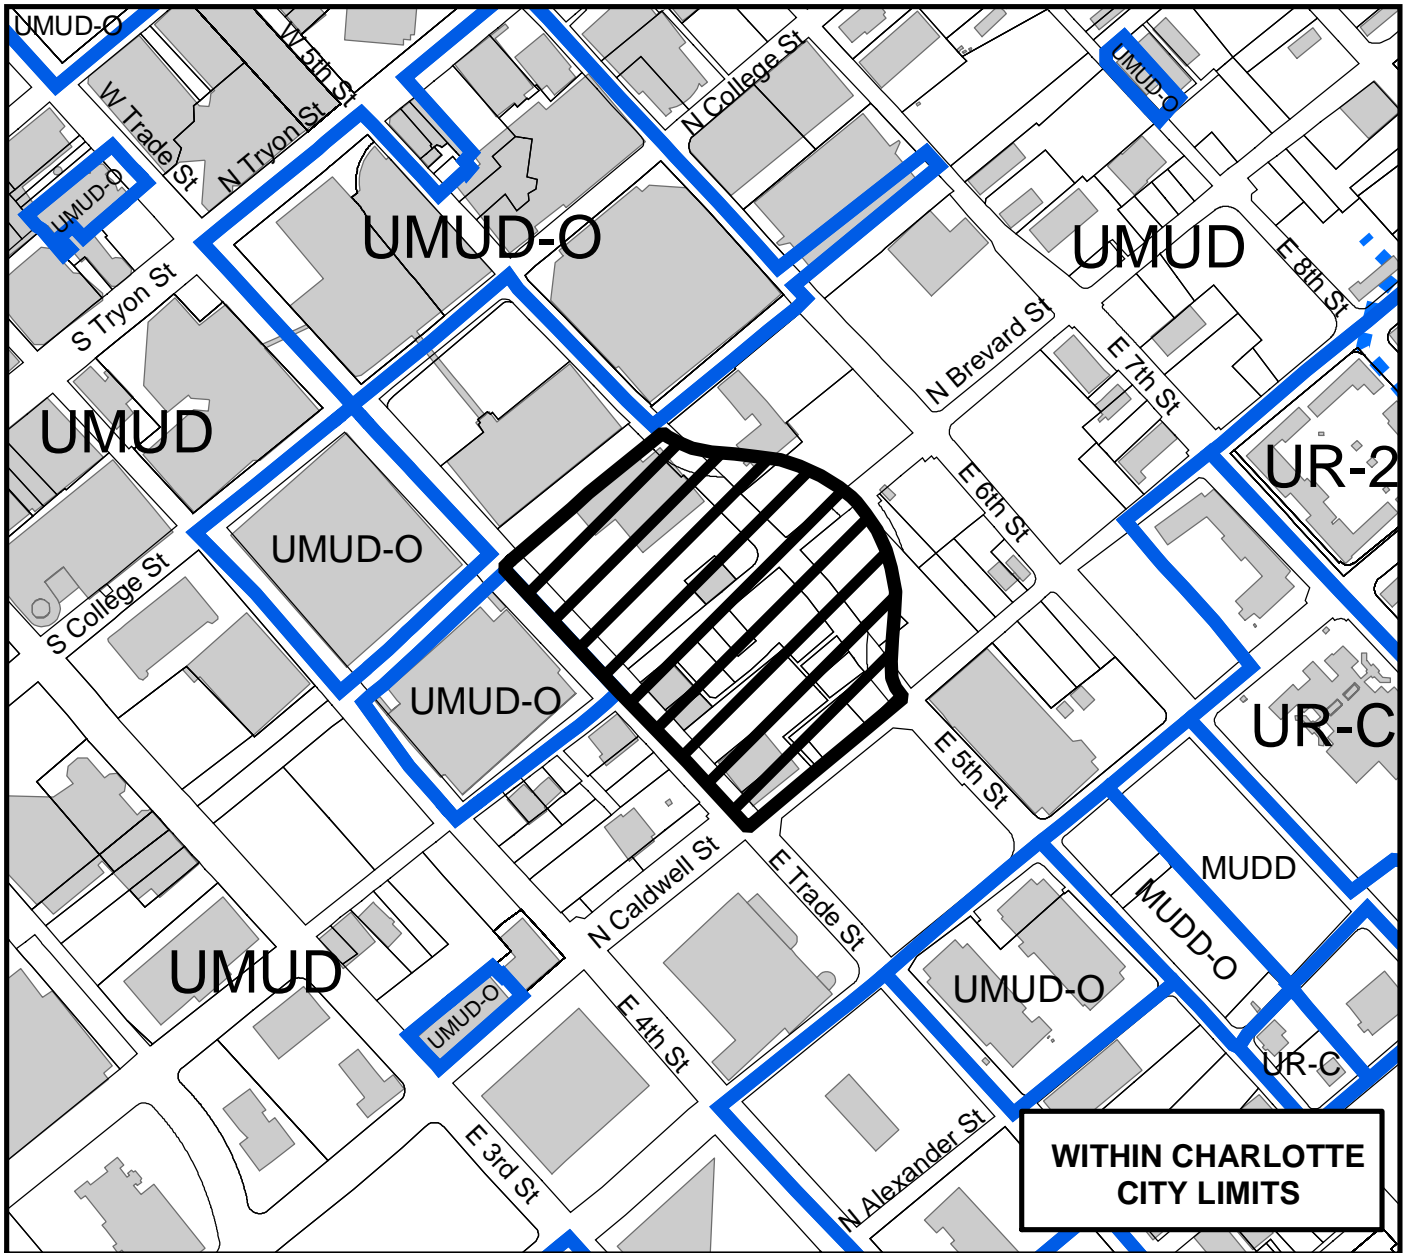 UMUD-O
W 5th St
N College St
UMUD-O
W Trade St
N Tryon St
UMUD-O
UMUD-O
UMUD
E 8th St
S Tryon St
N Brevard St
E 7th St
UMUD
UR-2
E 6th St
UMUD-O
S College St
UMUD-O
UR-C
E 5th St
MUDD
N Caldwell St
E Trade St
MUDD-O
UMUD
UMUD-O
UMUD-O
E 4th St
UR-C
E 3rd St
N Alexander St
WITHIN CHARLOTTE
CITY LIMITS